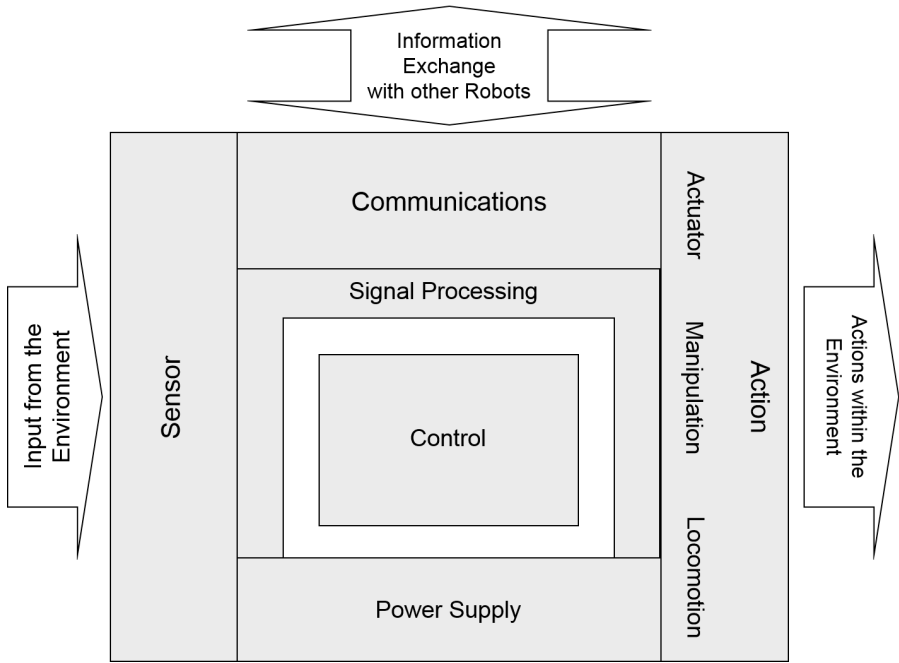 Information
Exchange
with other Robots
Communications
Signal Processing
Control
Power Supply
Input from the
Environment
Sensor
Actuator
Manipulation
Locomotion
Action
Actions within the
Environment